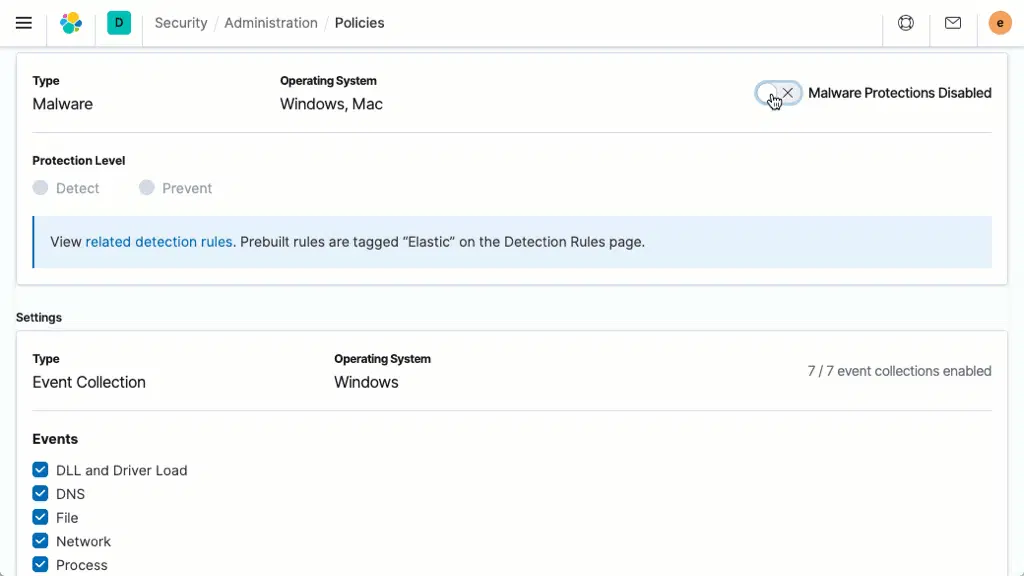 D Security / Administration / Policies e
Type Operating System
Malware Windows, Mac Malware Protections Disabled
Protection Level
Detect Prevent
View related detection rules. Prebuilt rules are tagged “Elastic” on the Detection Rules page.
Settings
Type Operating System
Event Collection Windows 7 / 7 event collections enabled
Events
DLL and Driver Load
DNS
File
Network
Process